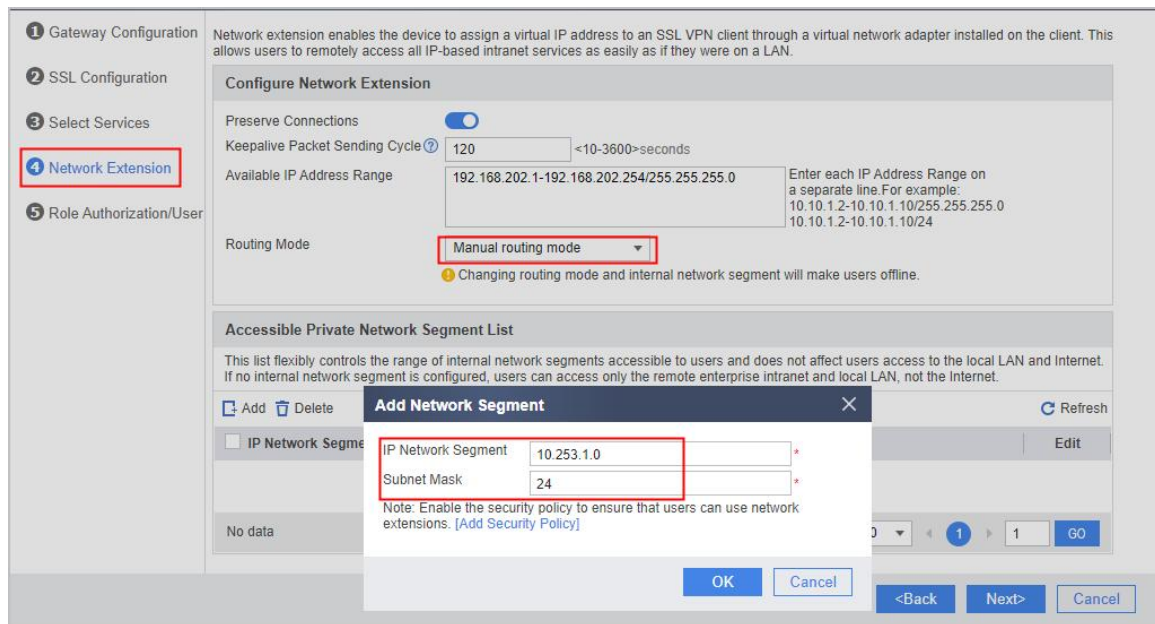 1 Gateway Configuration
2 SSL Configuration
3 Select Services
4 Network Extension
5 Role Authorization/User
Network extension enables the device to assign a virtual IP address to an SSL VPN client through a virtual network adapter installed on the client. This
allows users to remotely access all IP-based intranet services as easily as if they were on a LAN.
Configure Network Extension
Preserve Connections
Keepalive Packet Sending Cycle ? 120 <10-3600>seconds
Available IP Address Range 192.168.202.1-192.168.202.254/255.255.255.0
Enter each IP Address Range on
a separate line.For example:
10.10.1.2-10.10.1.10/255.255.255.0
10.10.1.2-10.10.1.10/24
Routing Mode Manual routing mode
Changing routing mode and internal network segment will make users offline.
Accessible Private Network Segment List
This list flexibly controls the range of internal network segments accessible to users and does not affect users access to the local LAN and Internet.
If no internal network segment is configured, users can access only the remote enterprise intranet and local LAN, not the Internet.
Add Delete Refresh
IP Network Segme Edit
No data 1 1 GO
Add Network Segment
IP Network Segment 10.253.1.0 *
Subnet Mask 24 *
Note: Enable the security policy to ensure that users can use network
extensions. [Add Security Policy]
OK Cancel
<Back Next> Cancel